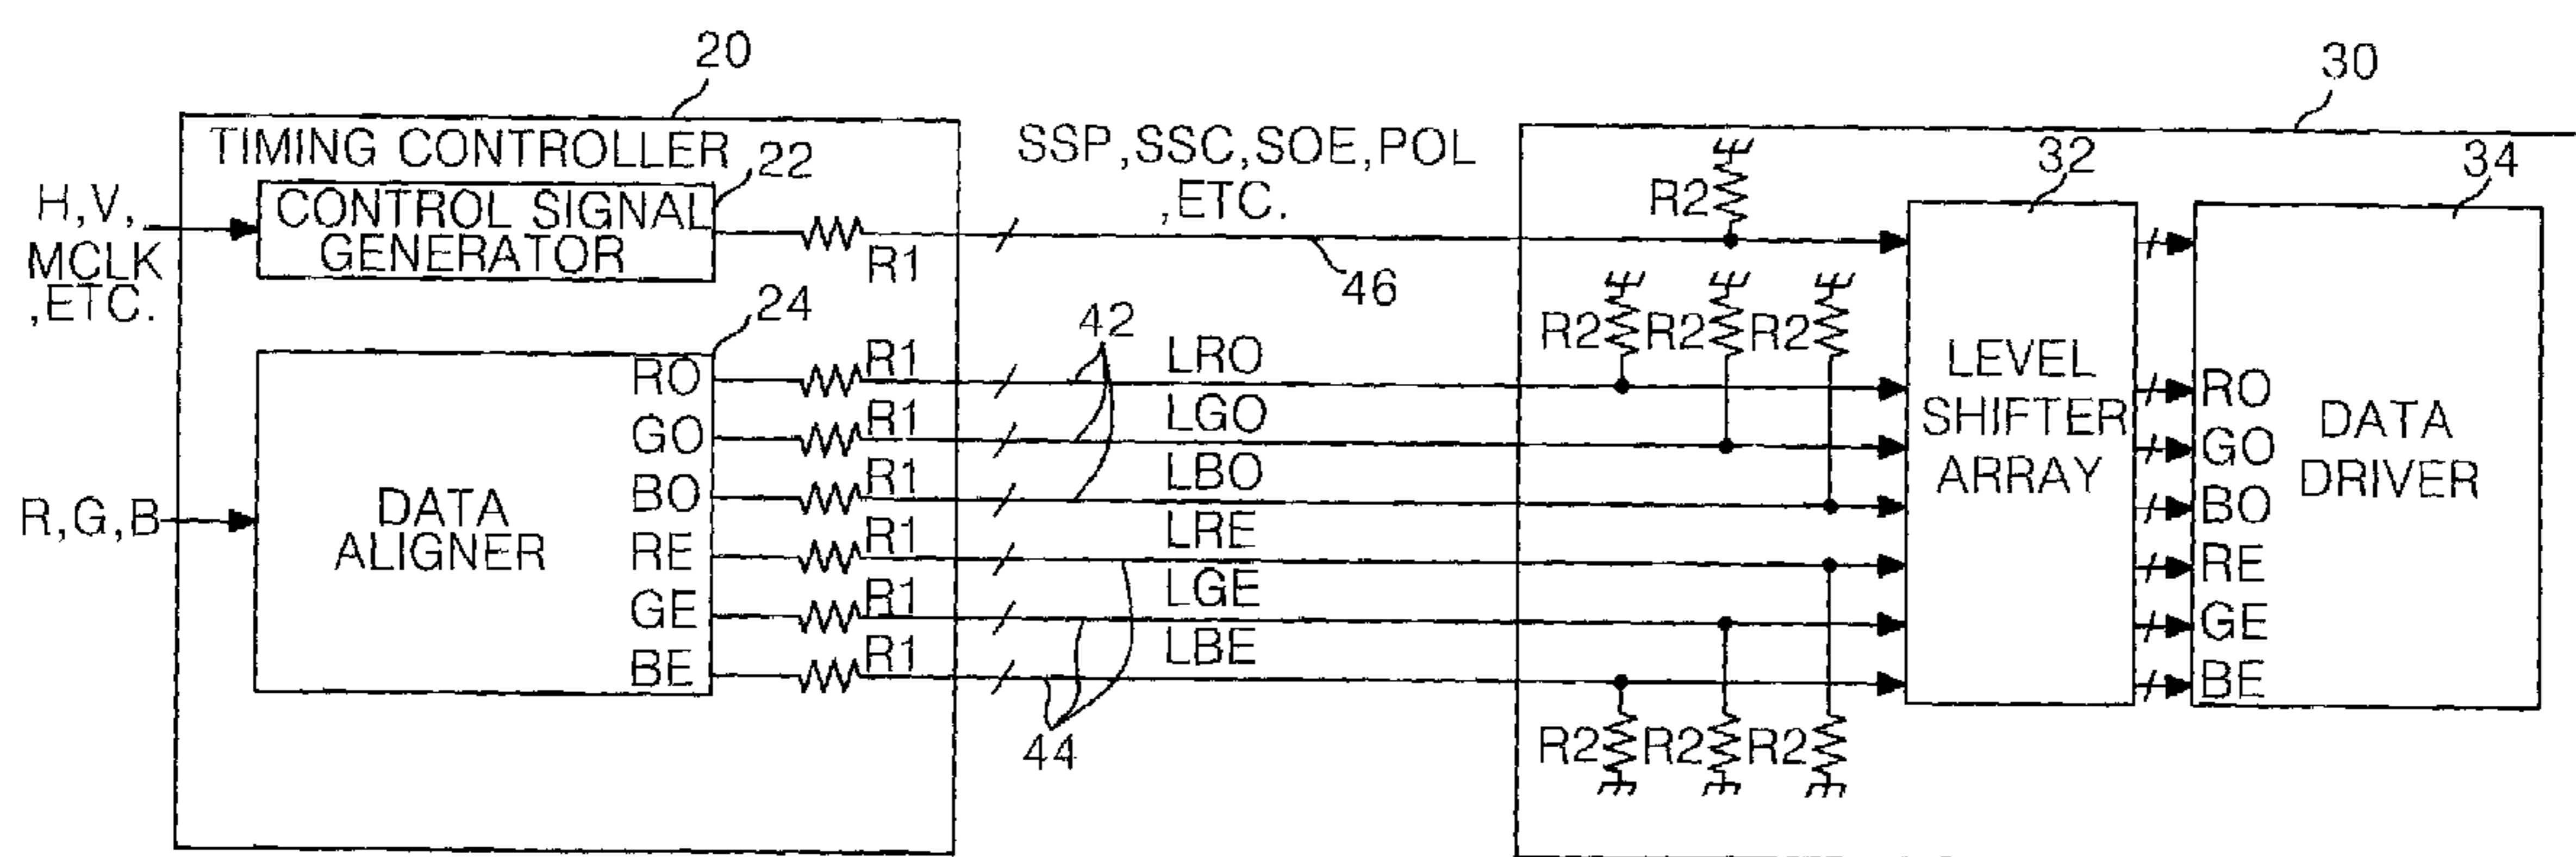 20
30
TIMING CONTROLLER
22
SSP,SSC,SOE,POL
,ETC.
32
34
H,V,
MCLK
,ETC.
CONTROL SIGNAL
GENERATOR
R1
R2
46
24
42
R2 R2 R2
R,G,B
DATA
ALIGNER
RO R1 LRO
GO R1 LGO
BO R1 LBO
RE R1 LRE
GE R1 LGE
BE R1 LBE
44
R2 R2 R2
LEVEL
SHIFTER
ARRAY
RO
GO
BO
RE
GE
BE
DATA
DRIVER